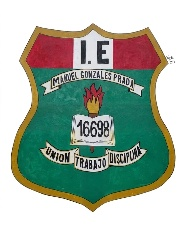 I.E
MANUEL GONZALES PRADA
16698
UNION TRABAJO DISCIPLINA